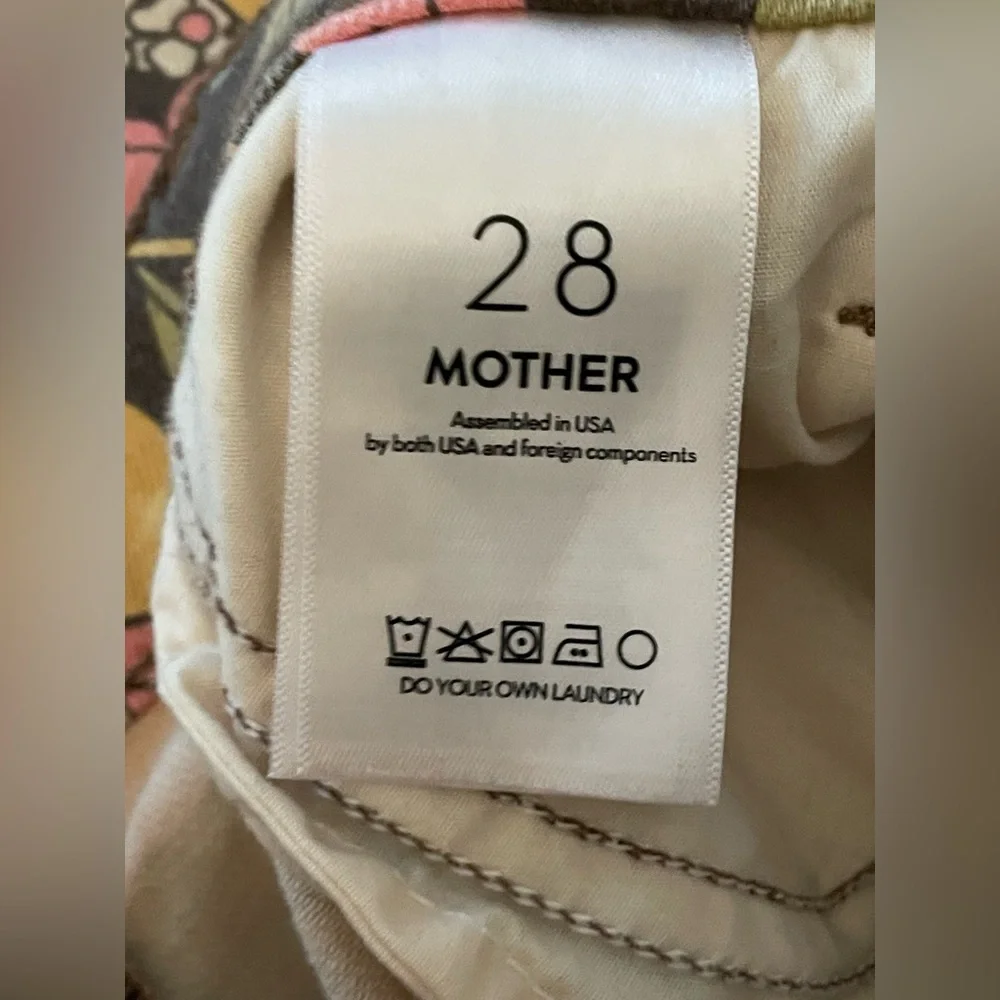 28
MOTHER
Assembled in USA
by both USA and foreign components
DO YOUR OWN LAUNDRY